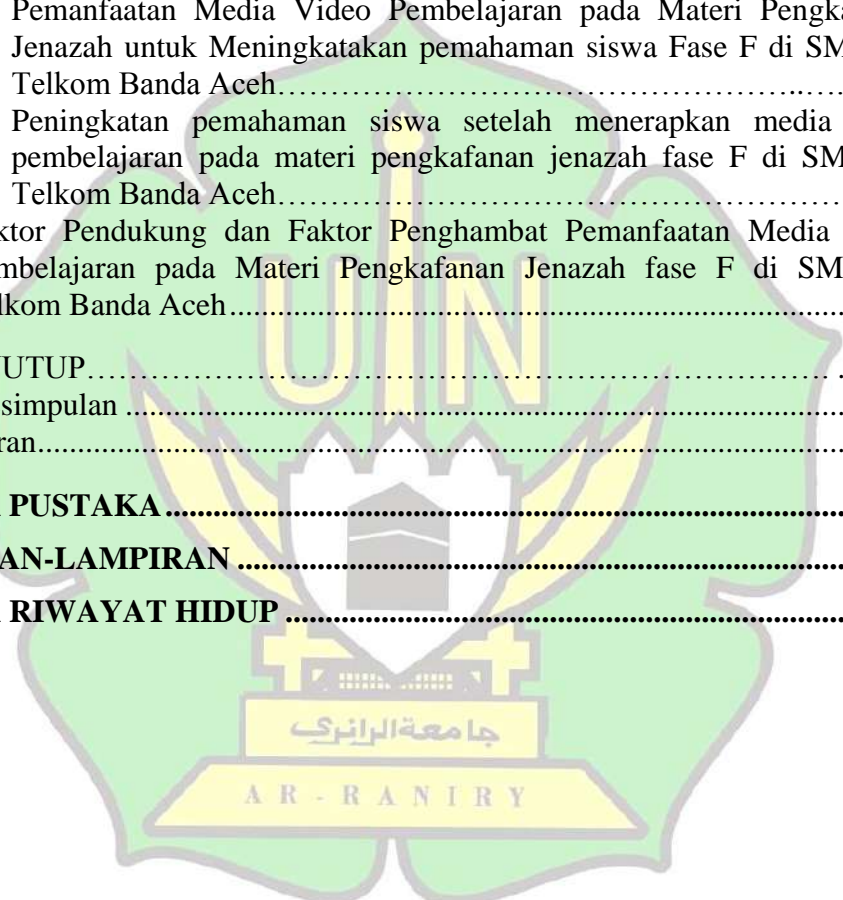 Pemanfaatan Media Video Pembelajaran pada Materi Pengka
Jenazah untuk Meningkatakan pemahaman siswa Fase F di SM
Telkom Banda Aceh………………………………………………..….
Peningkatan pemahaman siswa setelah menerapkan media
pembelajaran pada materi pengkafanan jenazah fase F di SM
Telkom Banda Aceh……………………………………………………
ktor Pendukung dan Faktor Penghambat Pemanfaatan Media
mbelajaran pada Materi Pengkafanan Jenazah fase F di SM
lkom Banda Aceh...............................................................................
UTUP…………………………………………………………………… .
simpulan ...........................................................................................
ran.....................................................................................................
PUSTAKA.........................................................................................
AN-LAMPIRAN ................................................................................
RIWAYAT HIDUP ...........................................................................
UIN
جامعةالرانري
AR-RANIRY